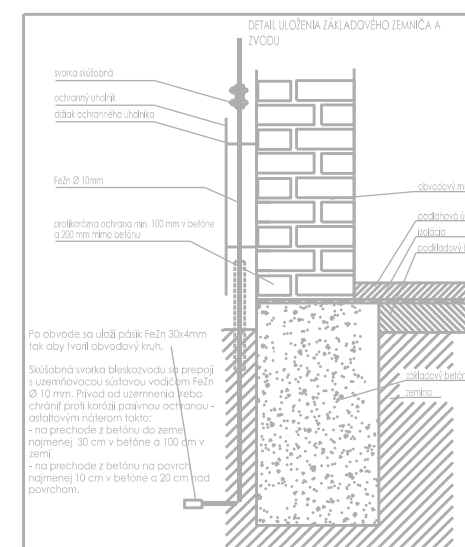 DETAIL ULOŽENIA ZÁKLADOVÉHO ZEMNIČA A
ZVODU
svorka skúšobná
ochranný uholník
držiak ochranného uholníka
FeZn Ø 10mm
obvodový m
protikorózna ochrana min. 100 mm v betóne
a 200 mm mimo betónu
podlahová ú
izolácia
podkladový b
Po obvode sa uloží pásik FeZn 30x4mm
tak aby tvoril obvodový kruh.
Skúšobná svorka bleskozvodu sa prepojí
s uzemňovacou sústavou vodičom FeZn
Ø 10 mm. Prívod od uzemnenia treba
chrániť proti korózii pasívnou ochranou -
asfaltovým náterom takto:
- na prechode z betónu do zeme
najmenej 30 cm v betóne a 100 cm v
zemi
- na prechode z betónu na povrch
najmenej 10 cm v betóne a 20 cm nad
povrchom.
základový betón
zemina